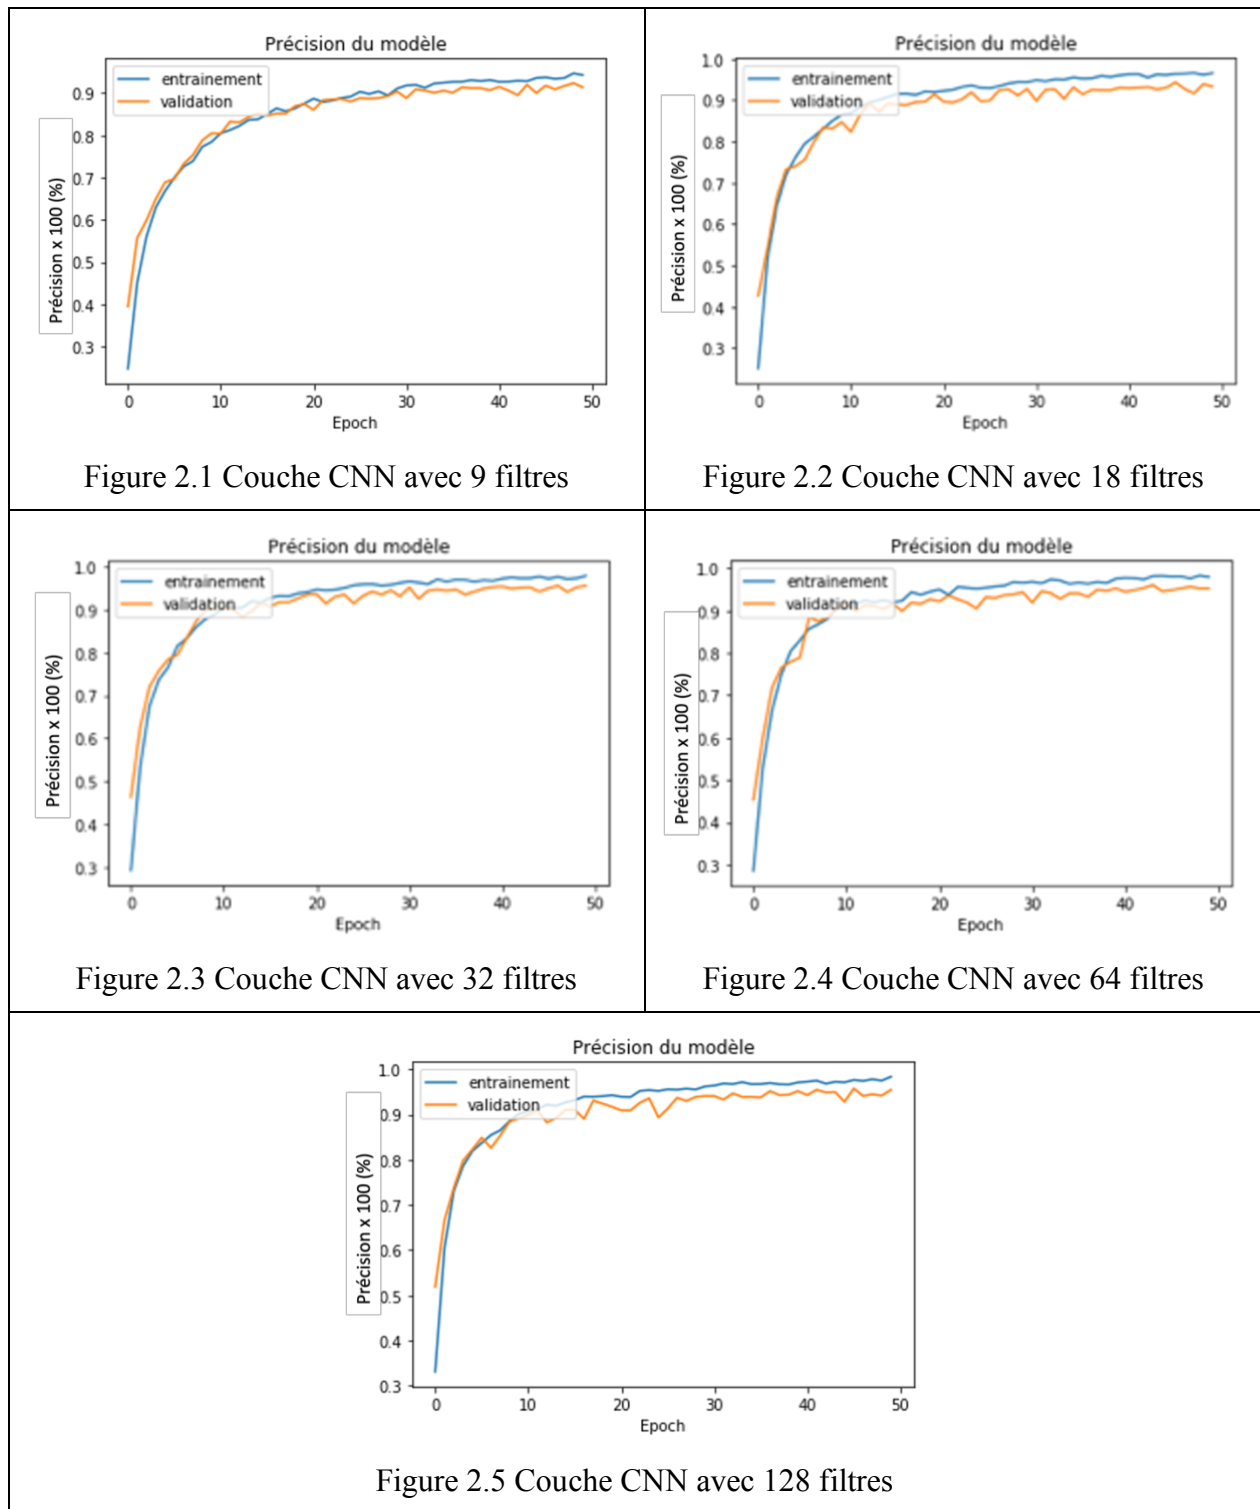 Précision du modèle
entrainement
validation
0.9
0.8
0.7
0.6
0.5
0.4
0.3
Précision x 100 (%)
0 10 20 30 40 50
Epoch
Figure 2.1 Couche CNN avec 9 filtres
Précision du modèle
entrainement
validation
1.0
0.9
0.8
0.7
0.6
0.5
0.4
0.3
Précision x 100 (%)
0 10 20 30 40 50
Epoch
Figure 2.2 Couche CNN avec 18 filtres
Précision du modèle
entrainement
validation
1.0
0.9
0.8
0.7
0.6
0.5
0.4
0.3
Précision x 100 (%)
0 10 20 30 40 50
Epoch
Figure 2.3 Couche CNN avec 32 filtres
Précision du modèle
entrainement
validation
1.0
0.9
0.8
0.7
0.6
0.5
0.4
0.3
Précision x 100 (%)
0 10 20 30 40 50
Epoch
Figure 2.4 Couche CNN avec 64 filtres
Précision du modèle
entrainement
validation
1.0
0.9
0.8
0.7
0.6
0.5
0.4
0.3
Précision x 100 (%)
0 10 20 30 40 50
Epoch
Figure 2.5 Couche CNN avec 128 filtres